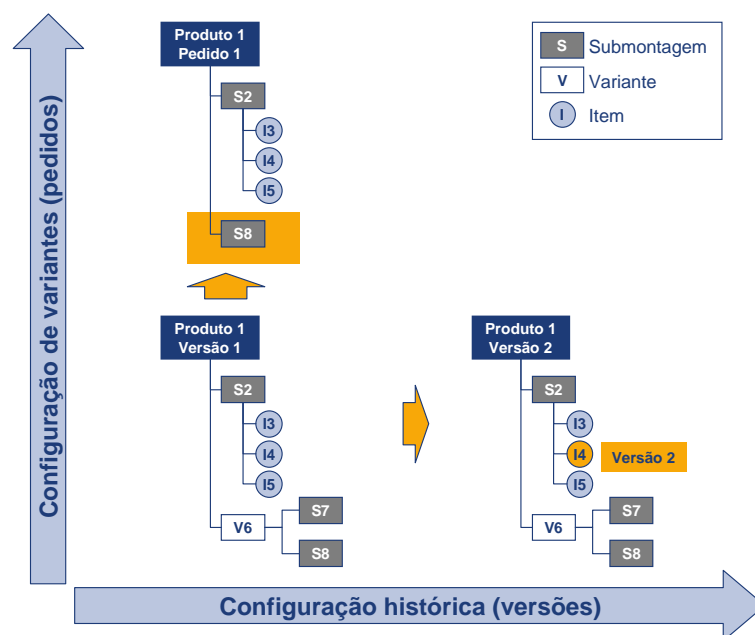 Produto 1
Pedido 1
S2
I3
I4
I5
S8
S Submontagem
V Variante
I Item
Configuração de variantes (pedidos)
Produto 1
Versão 1
S2
I3
I4
I5
V6
S7
S8
Produto 1
Versão 2
S2
I3
I4
Versão 2
I5
V6
S7
S8
Configuração histórica (versões)